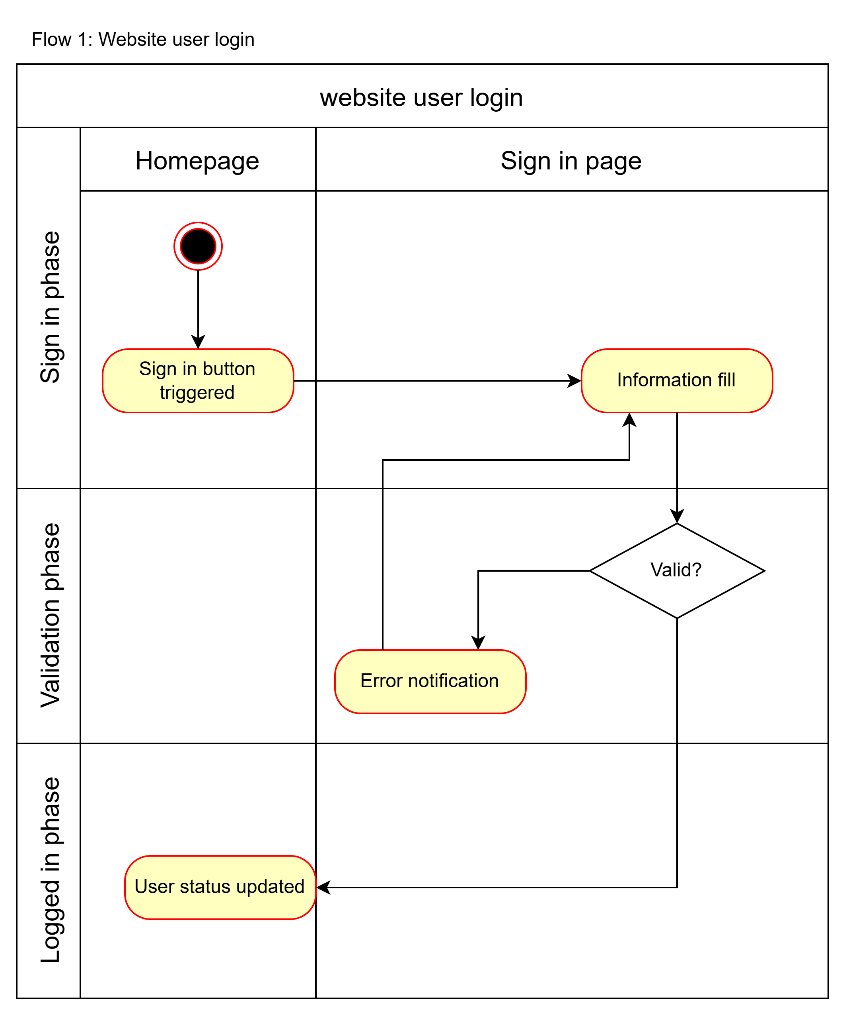 Flow 1: Website user login
website user login
Homepage
Sign in page
Sign in phase
Sign in button
triggered
Information fill
Validation phase
Valid?
Error notification
Logged in phase
User status updated